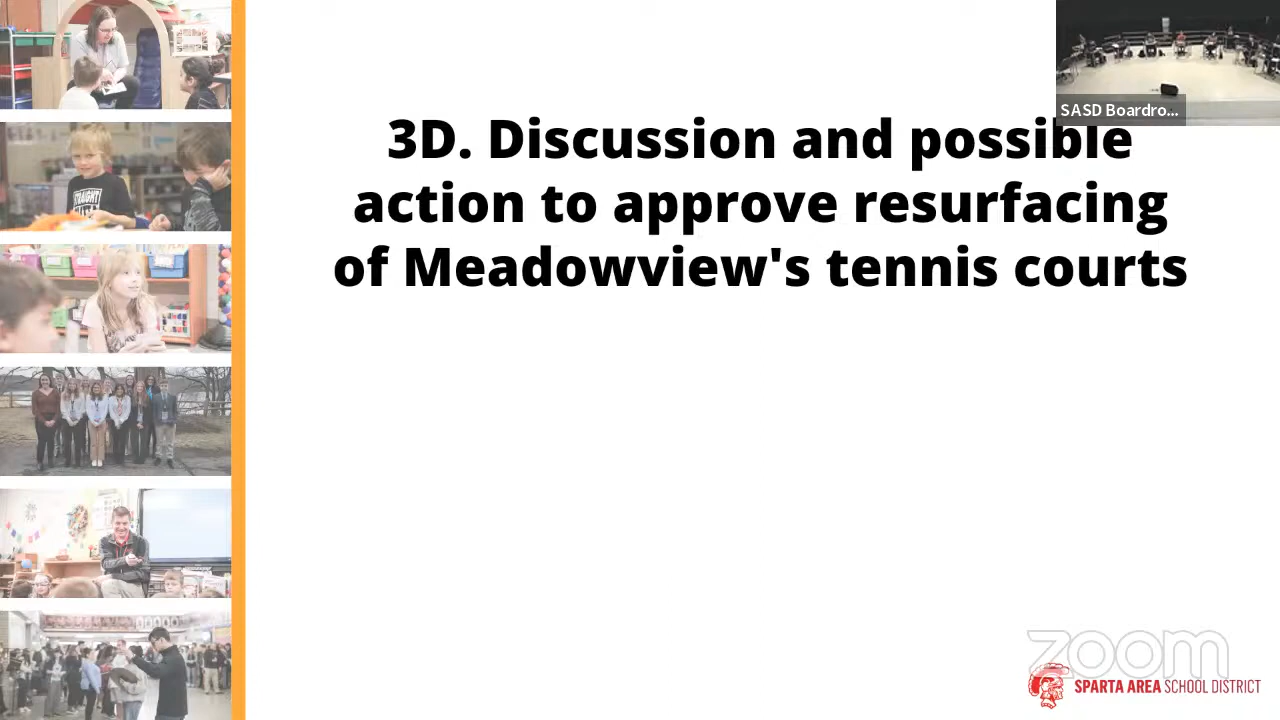 SASD Boardro...
3D. Discussion and possible
action to approve resurfacing
of Meadowview's tennis courts
STRAIGHT
zoom
SPARTA AREA SCHOOL DISTRICT